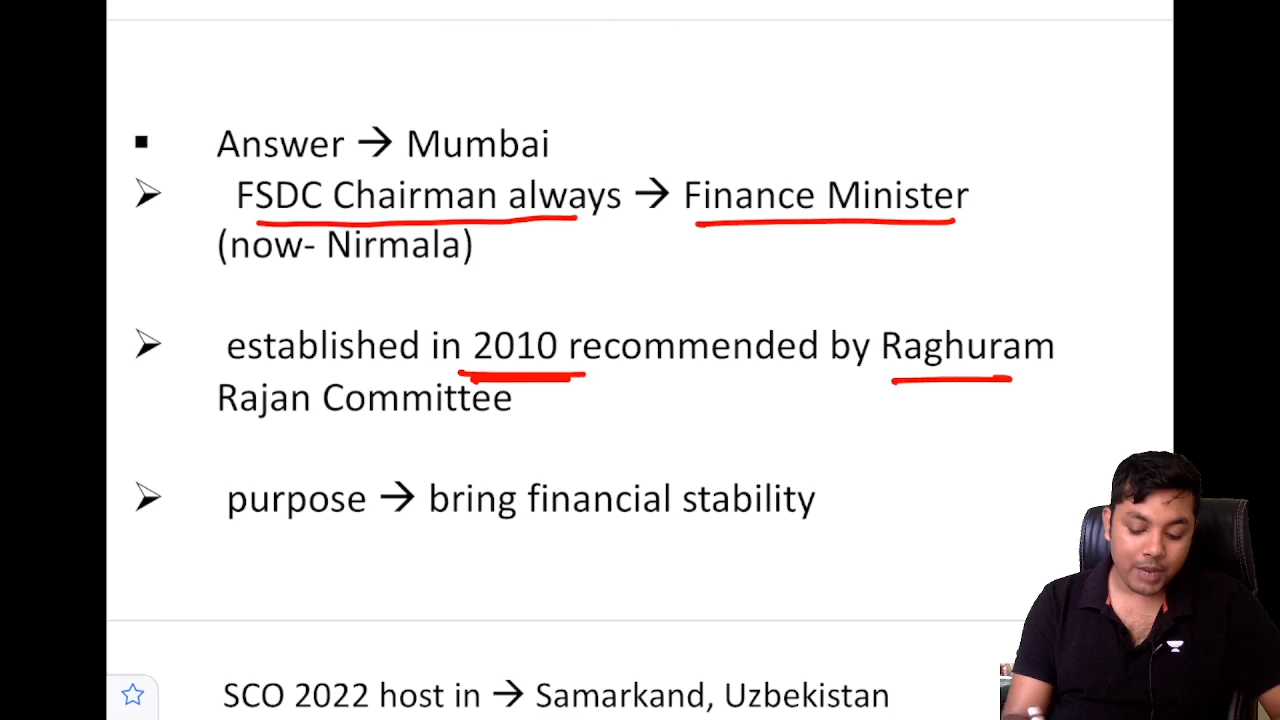 Answer → Mumbai
FSDC Chairman always → Finance Minister
(now- Nirmala)
established in 2010 recommended by Raghuram
Rajan Committee
purpose → bring financial stability
SCO 2022 host in → Samarkand, Uzbekistan